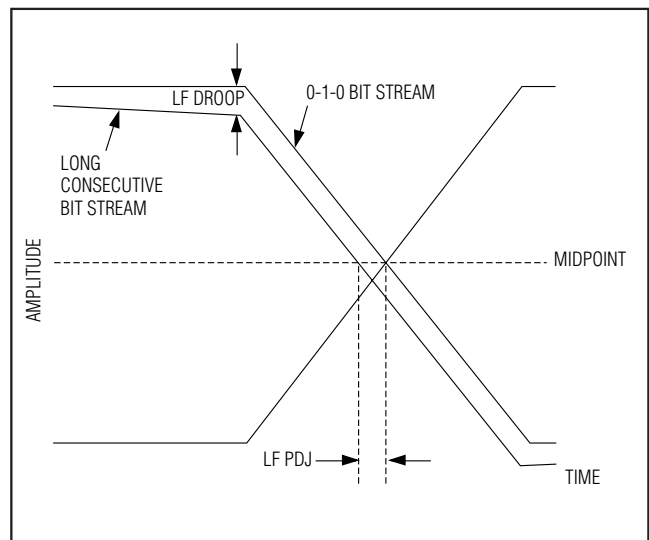 LF DROOP
0-1-0 BIT STREAM
LONG
CONSECUTIVE
BIT STREAM
AMPLITUDE
MIDPOINT
LF PDJ
TIME